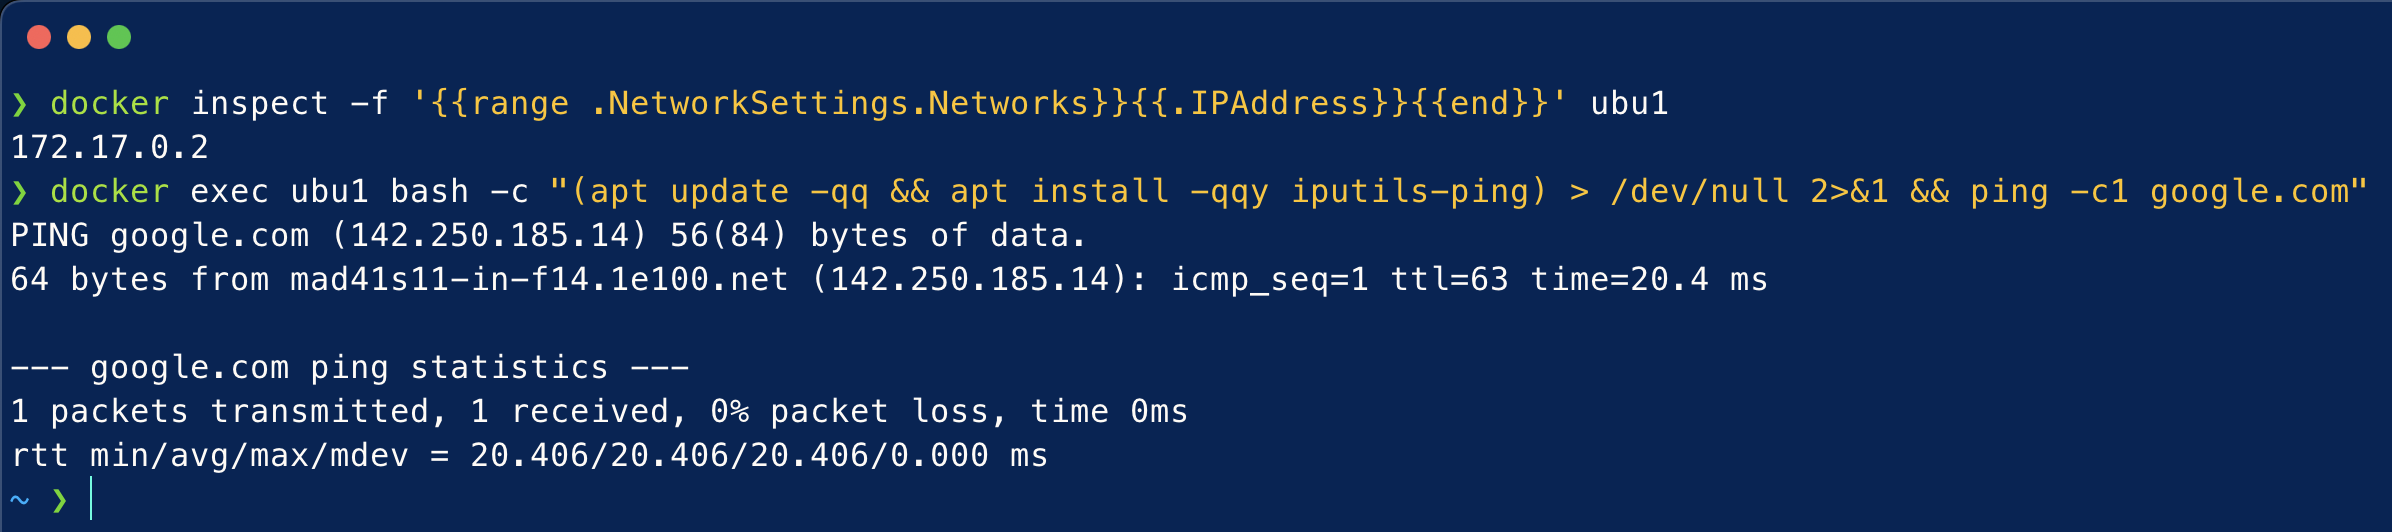 ❯ docker inspect -f '{{range .NetworkSettings.Networks}}{{.IPAddress}}{{end}}' ubu1
172.17.0.2
❯ docker exec ubu1 bash -c "(apt update -qq && apt install -qqy iputils-ping) > /dev/null 2>&1 && ping -c1 google.com"
PING google.com (142.250.185.14) 56(84) bytes of data.
64 bytes from mad41s11-in-f14.1e100.net (142.250.185.14): icmp_seq=1 ttl=63 time=20.4 ms

--- google.com ping statistics ---
1 packets transmitted, 1 received, 0% packet loss, time 0ms
rtt min/avg/max/mdev = 20.406/20.406/20.406/0.000 ms
~ ❯